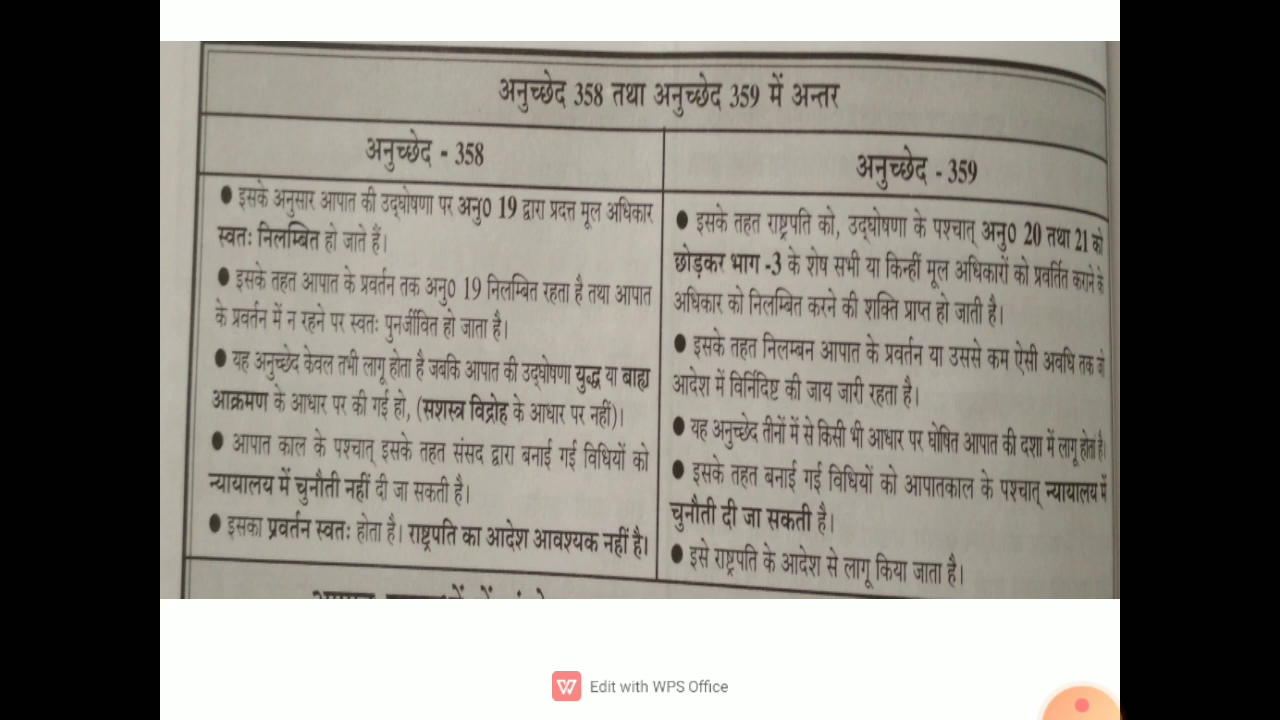 अनुच्छेद 358 तथा अनुच्छेद 359 में अन्तर
अनुच्छेद - 358
● इसके अनुसार आपात की उद्घोषणा पर अनु0 19 द्वारा प्रदत्त मूल अधिकार
स्वतः निलम्बित हो जाते हैं।
● इसके तहत आपात के प्रवर्तन तक अनु0 19 निलम्बित रहता है तथा आपात
के प्रवर्तन में न रहने पर स्वतः पुनर्जीवित हो जाता है।
● यह अनुच्छेद केवल तभी लागू होता है जबकि आपात की उद्घोषणा युद्ध या बाह्य
आक्रमण के आधार पर की गई हो, (सशस्त्र विद्रोह के आधार पर नहीं)।
● आपात काल के पश्चात् इसके तहत संसद द्वारा बनाई गई विधियों को
न्यायालय में चुनौती नहीं दी जा सकती है।
● इसका प्रवर्तन स्वतः होता है। राष्ट्रपति का आदेश आवश्यक नहीं है।
अनुच्छेद - 359
● इसके तहत राष्ट्रपति को, उद्घोषणा के पश्चात् अनु0 20 तथा 21 को
छोड़कर भाग -3 के शेष सभी या किन्हीं मूल अधिकारों को प्रवर्तित कराने के
अधिकार को निलम्बित करने की शक्ति प्राप्त हो जाती है।
● इसके तहत निलम्बन आपात के प्रवर्तन या उससे कम ऐसी अवधि तक जो
आदेश में विर्निदिष्ट की जाय जारी रहता है।
● यह अनुच्छेद तीनों में से किसी भी आधार पर घोषित आपात की दशा में लागू होता है।
● इसके तहत बनाई गई विधियों को आपातकाल के पश्चात् न्यायालय में
चुनौती दी जा सकती है।
● इसे राष्ट्रपति के आदेश से लागू किया जाता है।
Edit with WPS Office